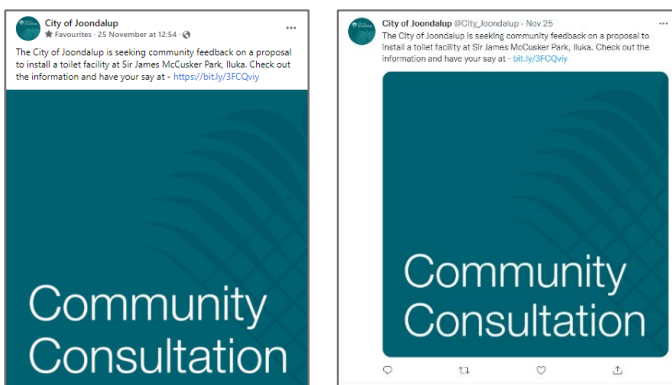 City of Joondalup
Favourites · 25 November at 12:54 ·
The City of Joondalup is seeking community feedback on a proposal
to install a toilet facility at Sir James McCusker Park, Iluka. Check out
the information and have your say at - https://bit.ly/3FCQviy
Community
Consultation
City of Joondalup @City_Joondalup · Nov 25
The City of Joondalup is seeking community feedback on a proposal to
install a toilet facility at Sir James McCusker Park, Iluka. Check out the
information and have your say at - bit.ly/3FCQviy
Community
Consultation